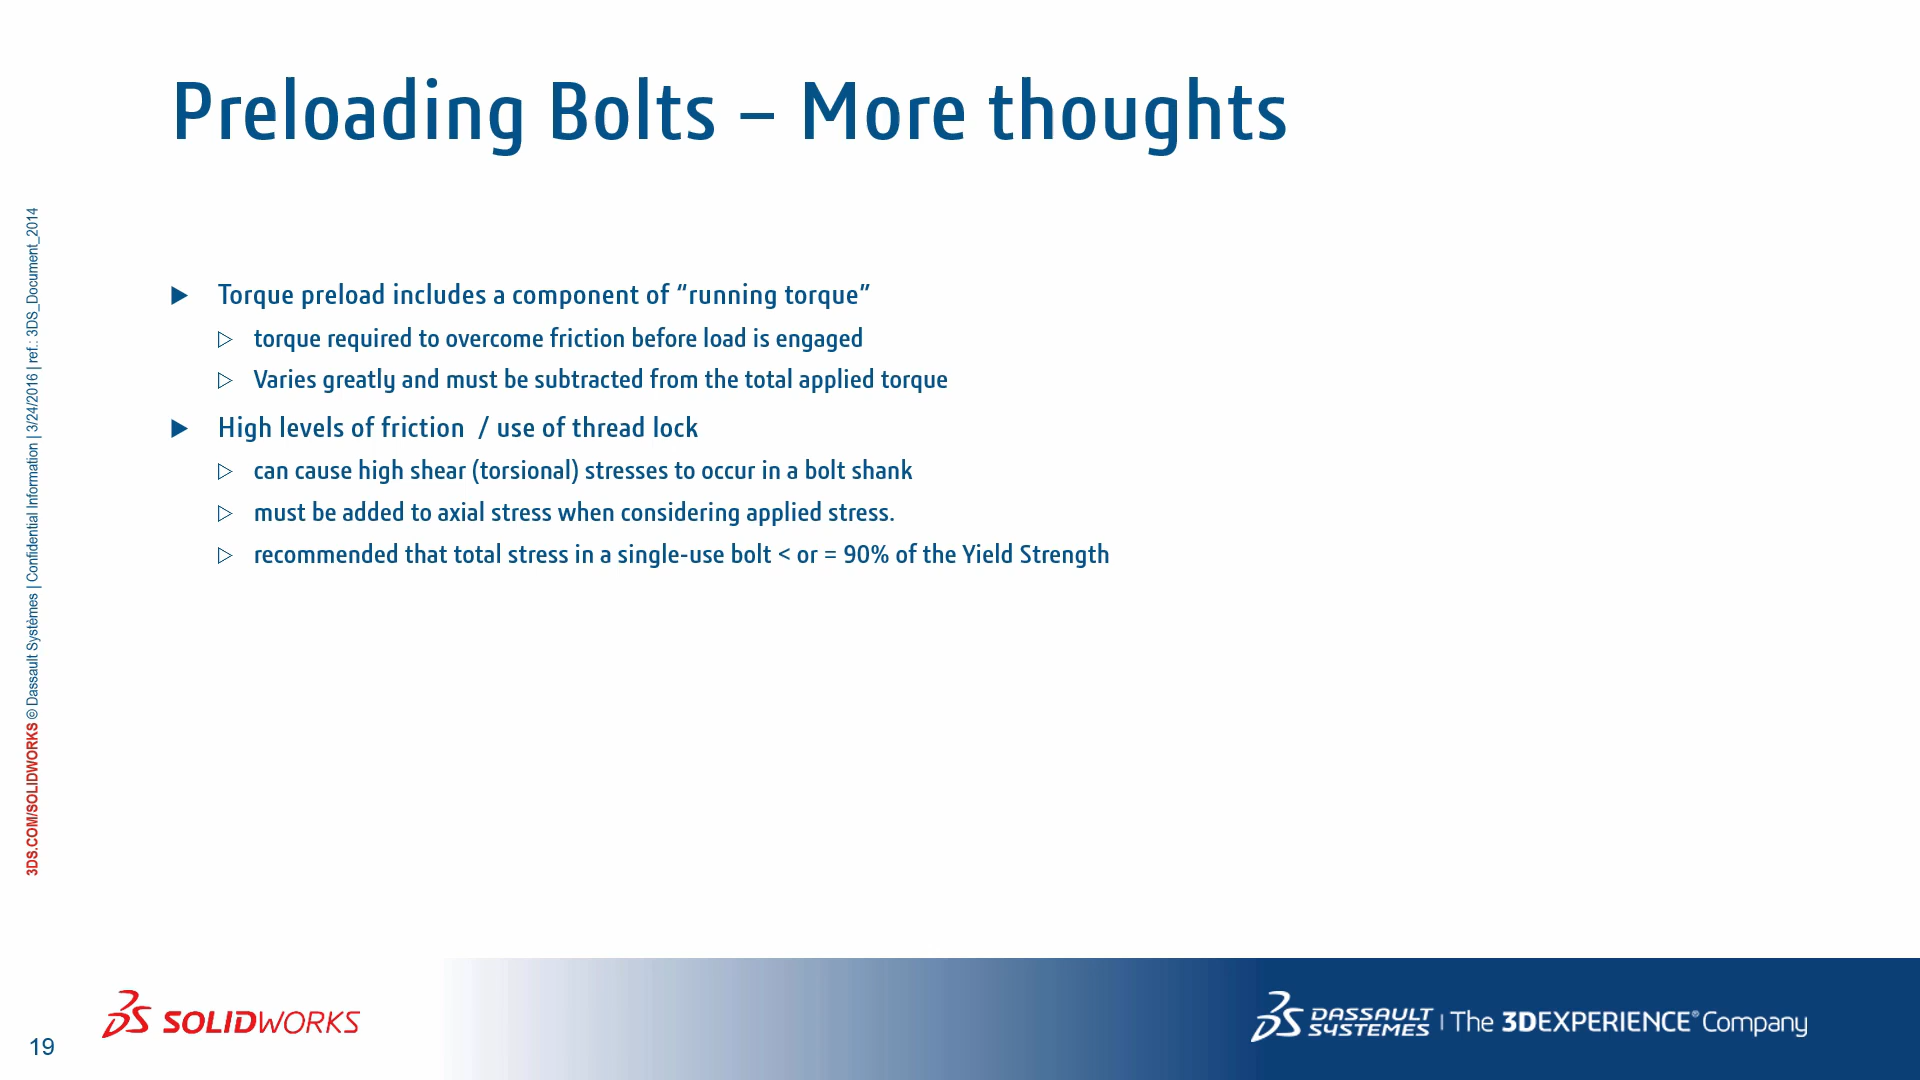 Preloading Bolts – More thoughts
3DS.COM/SOLIDWORKS © Dassault Systèmes | Confidential Information | 3/24/2016 | ref.: 3DS_Document_2014
Torque preload includes a component of “running torque”
torque required to overcome friction before load is engaged
Varies greatly and must be subtracted from the total applied torque
High levels of friction / use of thread lock
can cause high shear (torsional) stresses to occur in a bolt shank
must be added to axial stress when considering applied stress.
recommended that total stress in a single-use bolt < or = 90% of the Yield Strength
SOLIDWORKS
DASSAULT SYSTEMES | The 3DEXPERIENCE® Company
19